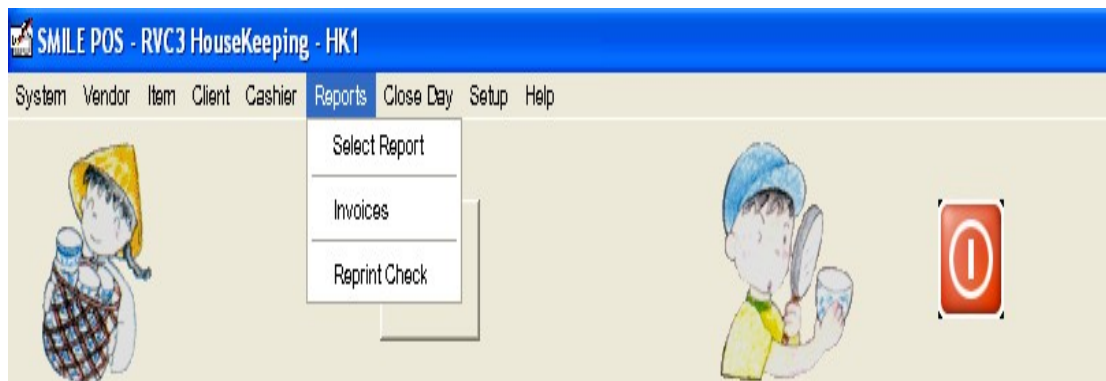 SMILE POS - RVC3 HouseKeeping - HK1
System Vendor Item Client Cashier Reports Close Day Setup Help
Select Report
Invoices
Reprint Check